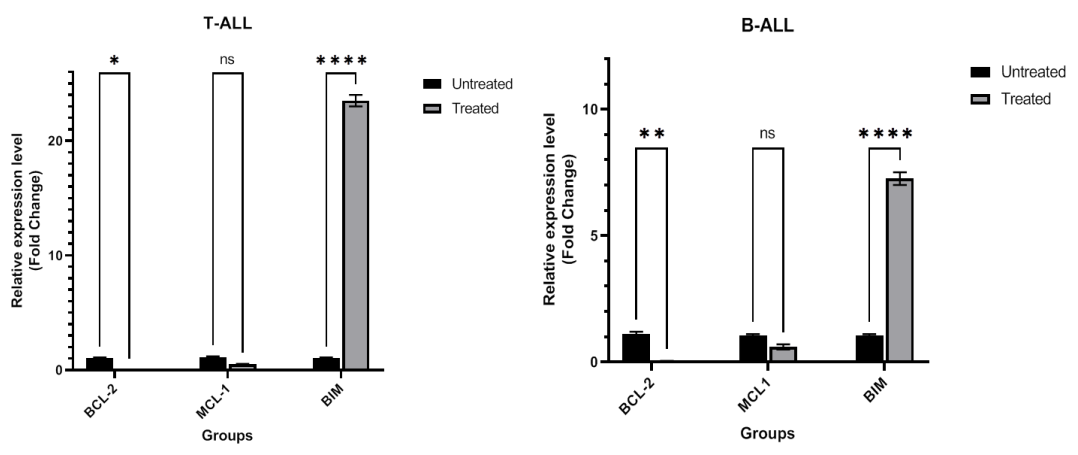 T-ALL
* ns ****
Untreated
Treated
Relative expression level
(Fold Change)
20
10
0
BCL-2 MCL-1 BIM
Groups
B-ALL
Untreated
Treated
Relative expression level
(Fold Change)
10
** ns ****
5
0
BCL-2 MCL1 BIM
Groups